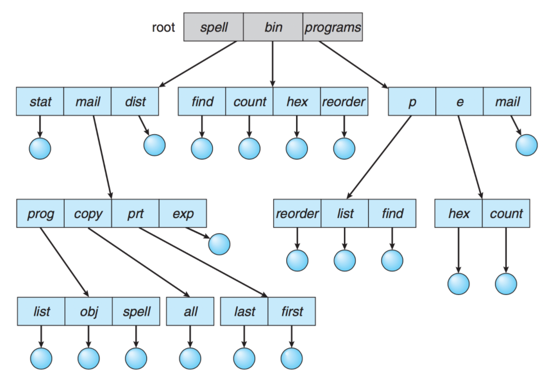 root spell bin programs
stat mail dist find count hex reorder p e mail
prog copy prt exp reorder list find hex count
list obj spell all last first